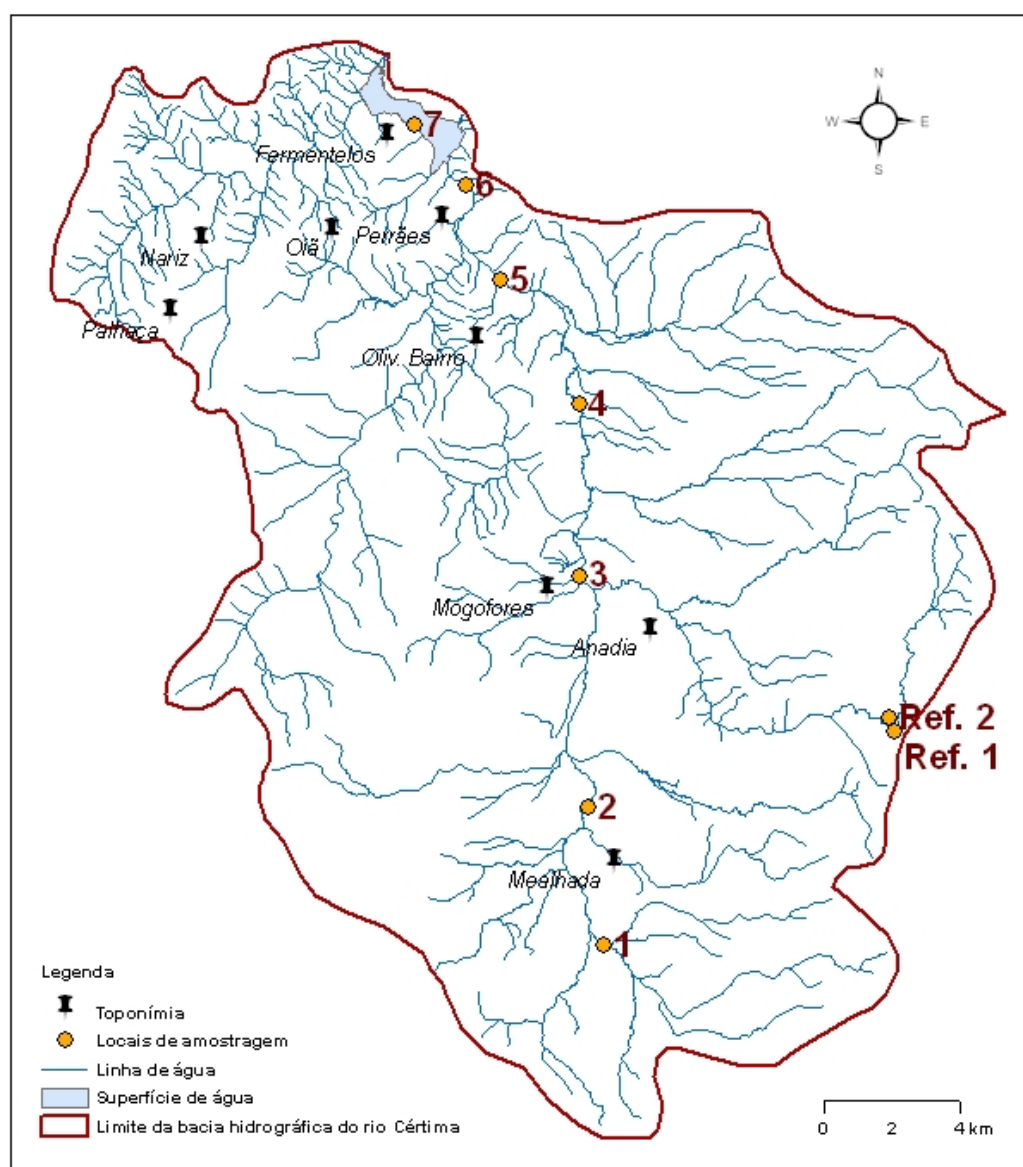 N
W
E
S
7
Fermentelos
6
Perrães
Oiã
Nariz
5
Palhaça
Oliv. Bairro
4
3
Mogofores
Anadia
Ref. 2
Ref. 1
2
Mealhada
1
Legenda
Toponímia
Locais de amostragem
Linha de água
Superfície de água
Limite da bacia hidrográfica do rio Cértima
0 2 4 km